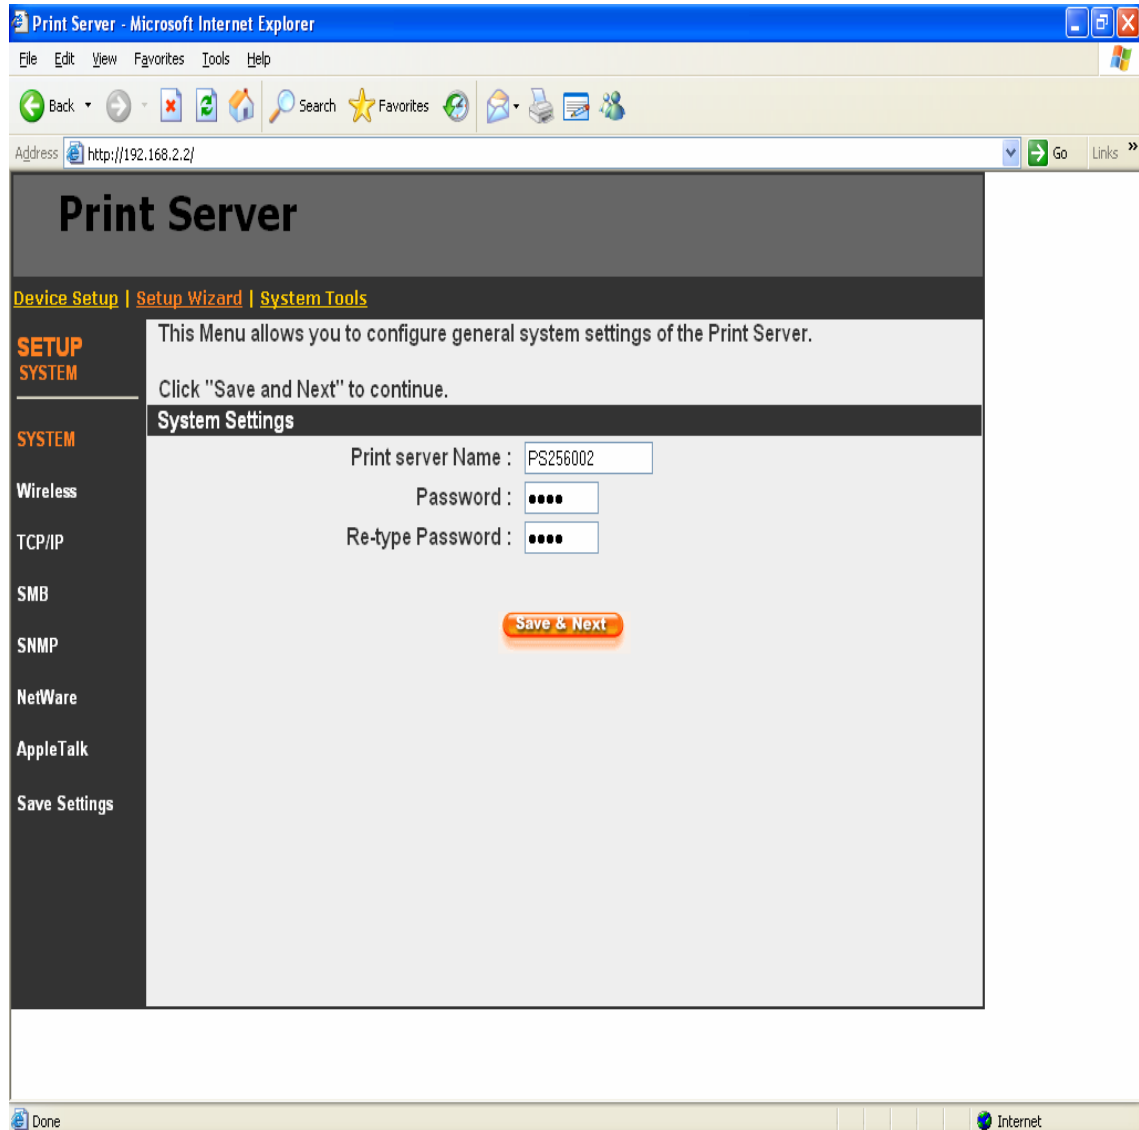 Print Server - Microsoft Internet Explorer
File Edit View Favorites Tools Help
Back Search Favorites
Address http://192.168.2.2/ Go Links »
Print Server
Device Setup | Setup Wizard | System Tools
SETUP
SYSTEM
SYSTEM
Wireless
TCP/IP
SMB
SNMP
NetWare
AppleTalk
Save Settings
This Menu allows you to configure general system settings of the Print Server.
Click "Save and Next" to continue.
System Settings
Print server Name : PS256002
Password : ••••
Re-type Password : ••••
Save & Next
Done Internet